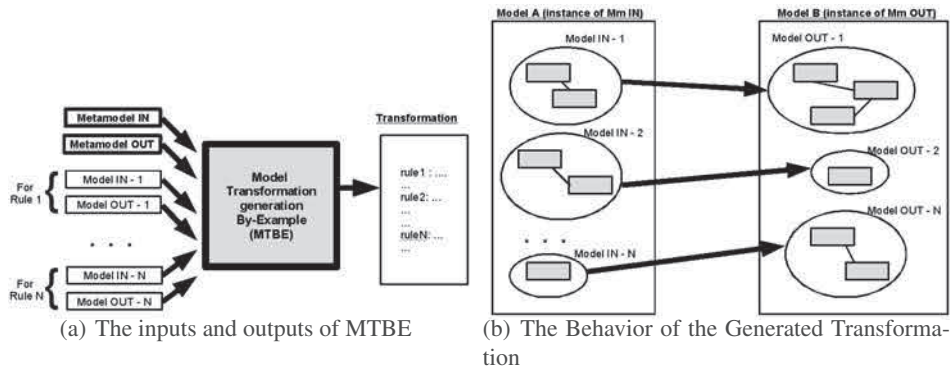 Metamodel IN
Metamodel OUT
For
Rule 1
Model IN - 1
Model OUT - 1
. . .
For
Rule N
Model IN - N
Model OUT - N
Model
Transformation
generation
By-Example
(MTBE)
Transformation
rule1 : ....
...
rule2: ...
...
...
ruleN: ...
...
(a) The inputs and outputs of MTBE
Model A (instance of Mm IN)
Model IN - 1
Model IN-2
. . .
Model IN - N
Model B (instance of Mm OUT)
Model OUT - 1
Model OUT - 2
Model OUT - N
(b) The Behavior of the Generated Transforma-
tion